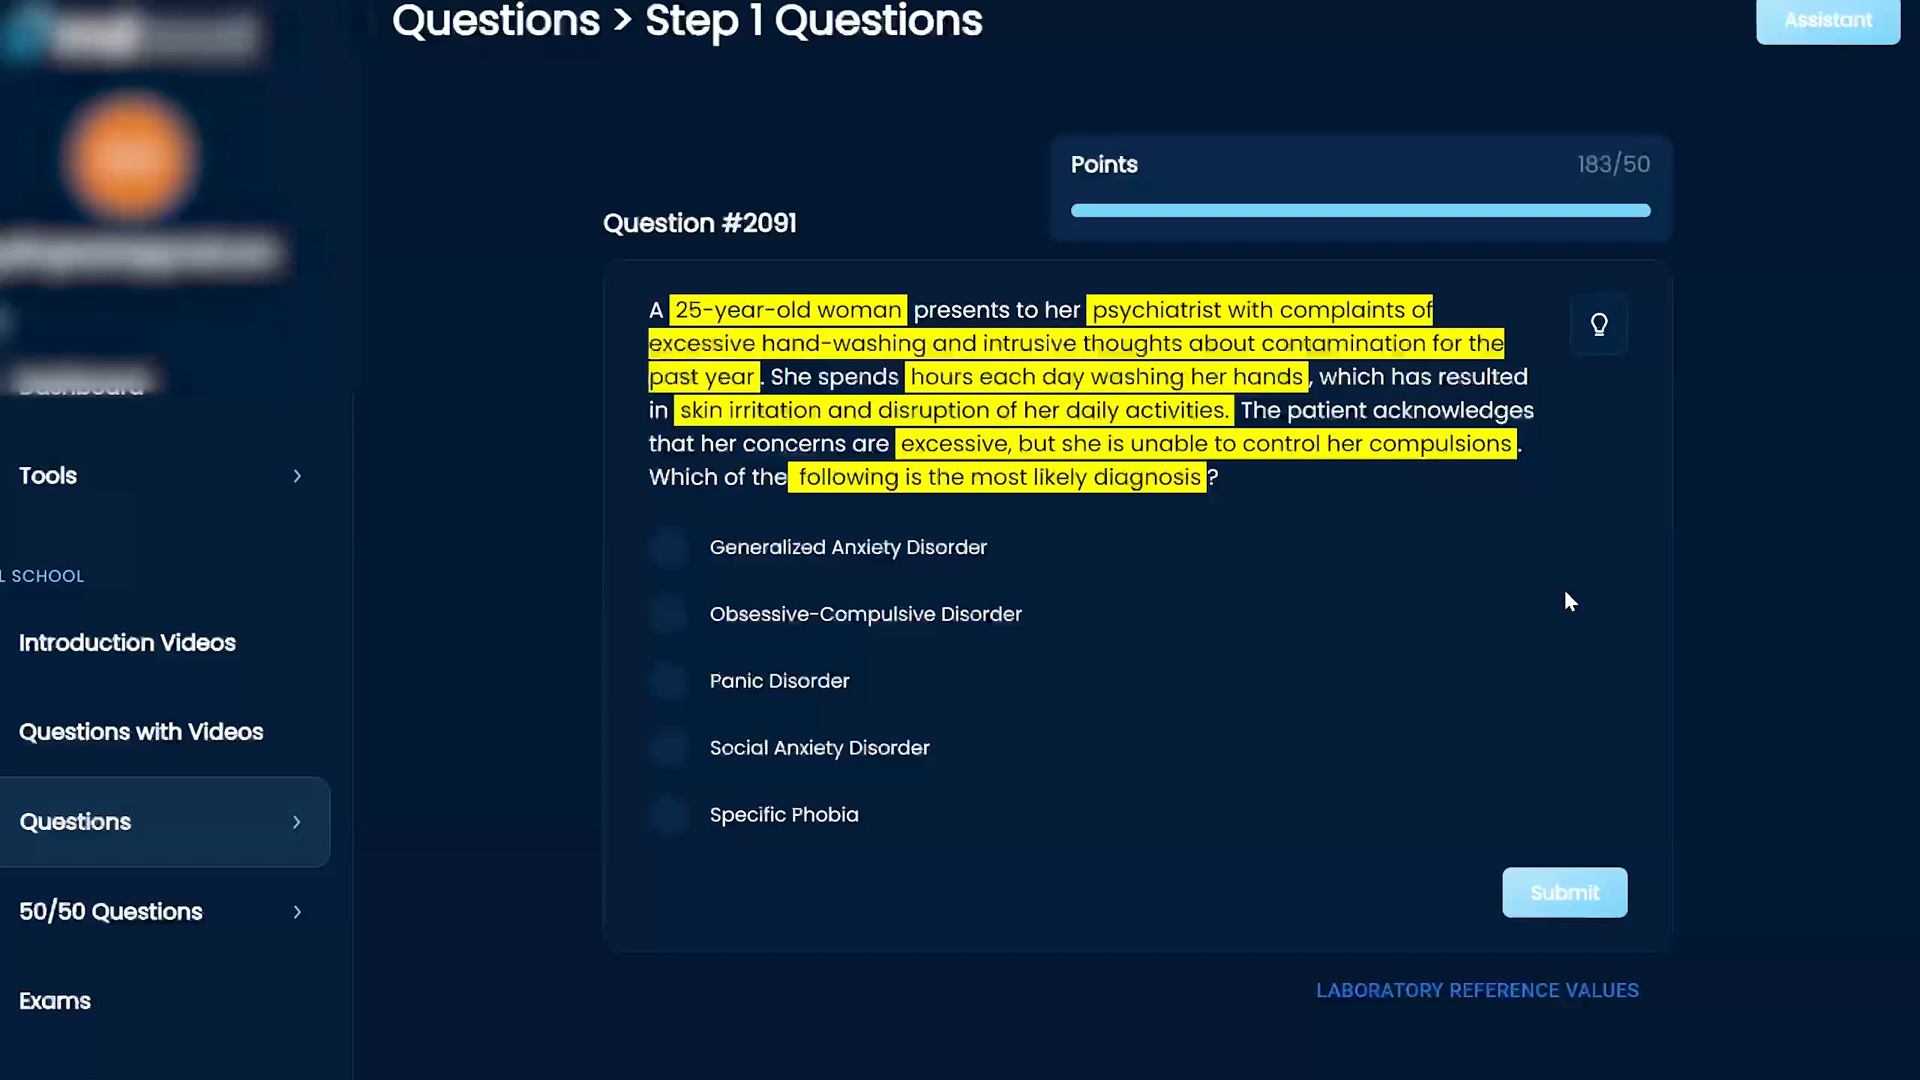 Questions > Step 1 Questions
Assistant
Points
183/50
Question #2091
A 25-year-old woman presents to her psychiatrist with complaints of
excessive hand-washing and intrusive thoughts about contamination for the
past year. She spends hours each day washing her hands, which has resulted
in skin irritation and disruption of her daily activities. The patient acknowledges
that her concerns are excessive, but she is unable to control her compulsions.
Which of the following is the most likely diagnosis?
Generalized Anxiety Disorder
Obsessive-Compulsive Disorder
Panic Disorder
Social Anxiety Disorder
Specific Phobia
Submit
LABORATORY REFERENCE VALUES
Dashboard
Tools
L SCHOOL
Introduction Videos
Questions with Videos
Questions
50/50 Questions
Exams